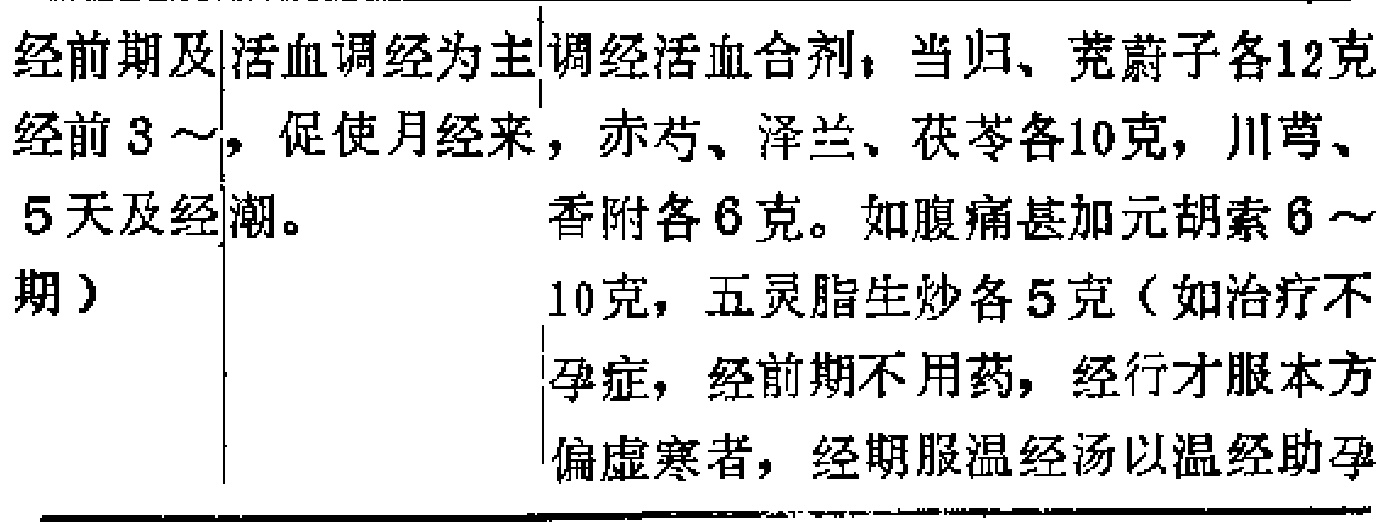 经前期及 活血调经为主 调经活血合剂：当归、茺蔚子各12克
经前3～ ，促使月经来 ，赤芍、泽兰、茯苓各10克，川芎、
5天及经 潮。 香附各6克。如腹痛甚加元胡索6～
期） 10克，五灵脂生炒各5克（如治疗不
孕症，经前期不用药，经行才服本方
偏虚寒者，经期服温经汤以温经助孕